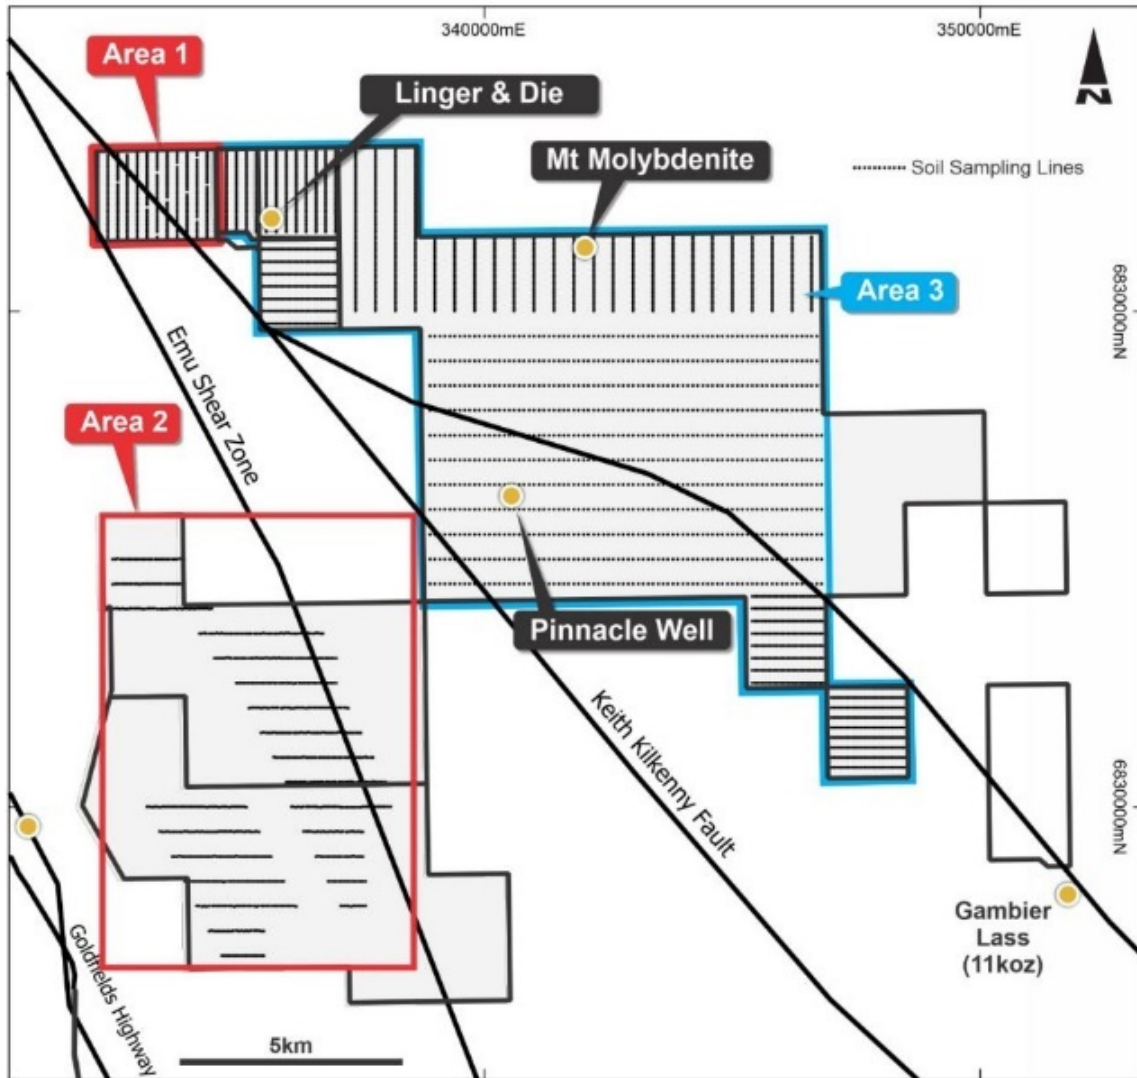 340000mE
350000mE
Area 1
Linger & Die
Mt Molybdenite
N
Soil Sampling Lines
Area 3
6830000mN
Emu Shear Zone
Area 2
Pinnacle Well
Keith Kilkenny Fault
6830000mN
Gambier
Lass
(11koz)
Goldfields Highway
5km